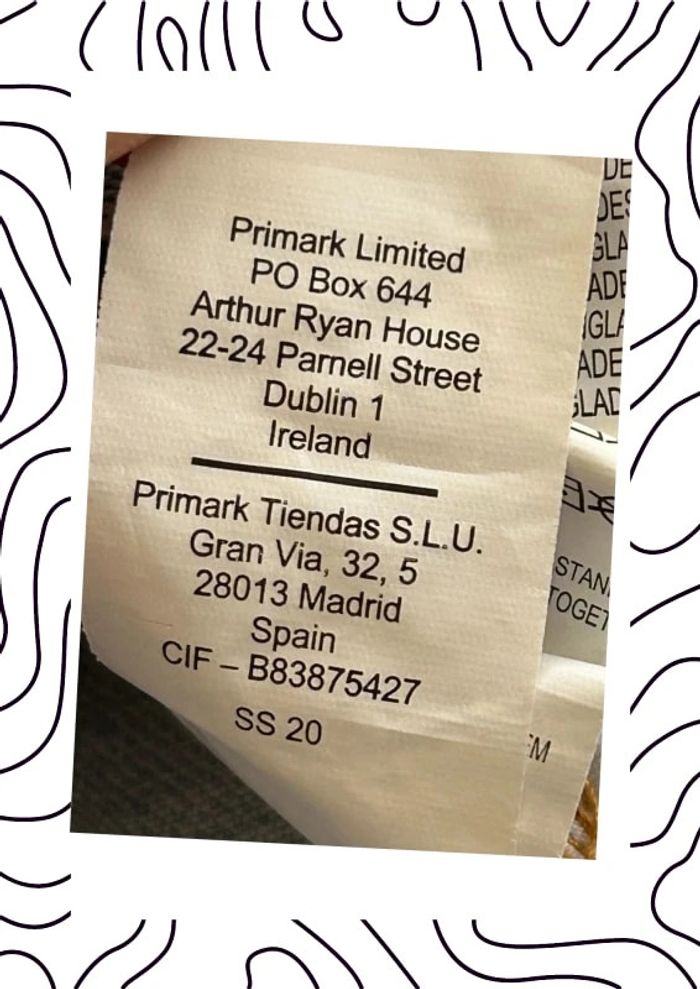 Primark Limited
PO Box 644
Arthur Ryan House
22-24 Parnell Street
Dublin 1
Ireland
Primark Tiendas S.L.U.
Gran Via, 32, 5
28013 Madrid
Spain
CIF – B83875427
SS 20